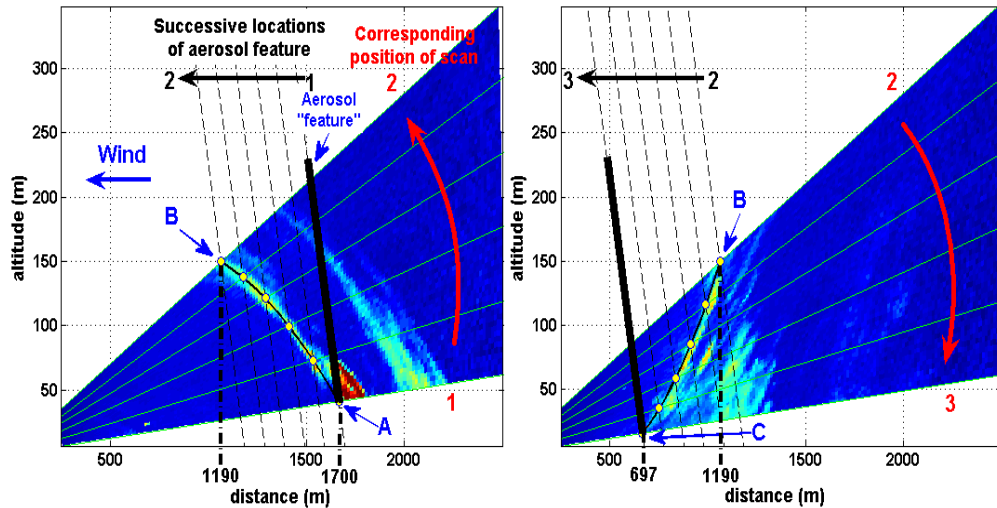 Successive locations
of aerosol feature
2 1
Corresponding
position of scan
2
Aerosol
"feature"
Wind
B
A
1
altitude (m)
350
300
250
200
150
100
50
500 1500 2000
1190 1700
distance (m)
3 2
2
B
C
3
altitude (m)
350
300
250
200
150
100
50
500 1500 2000
697 1190
distance (m)